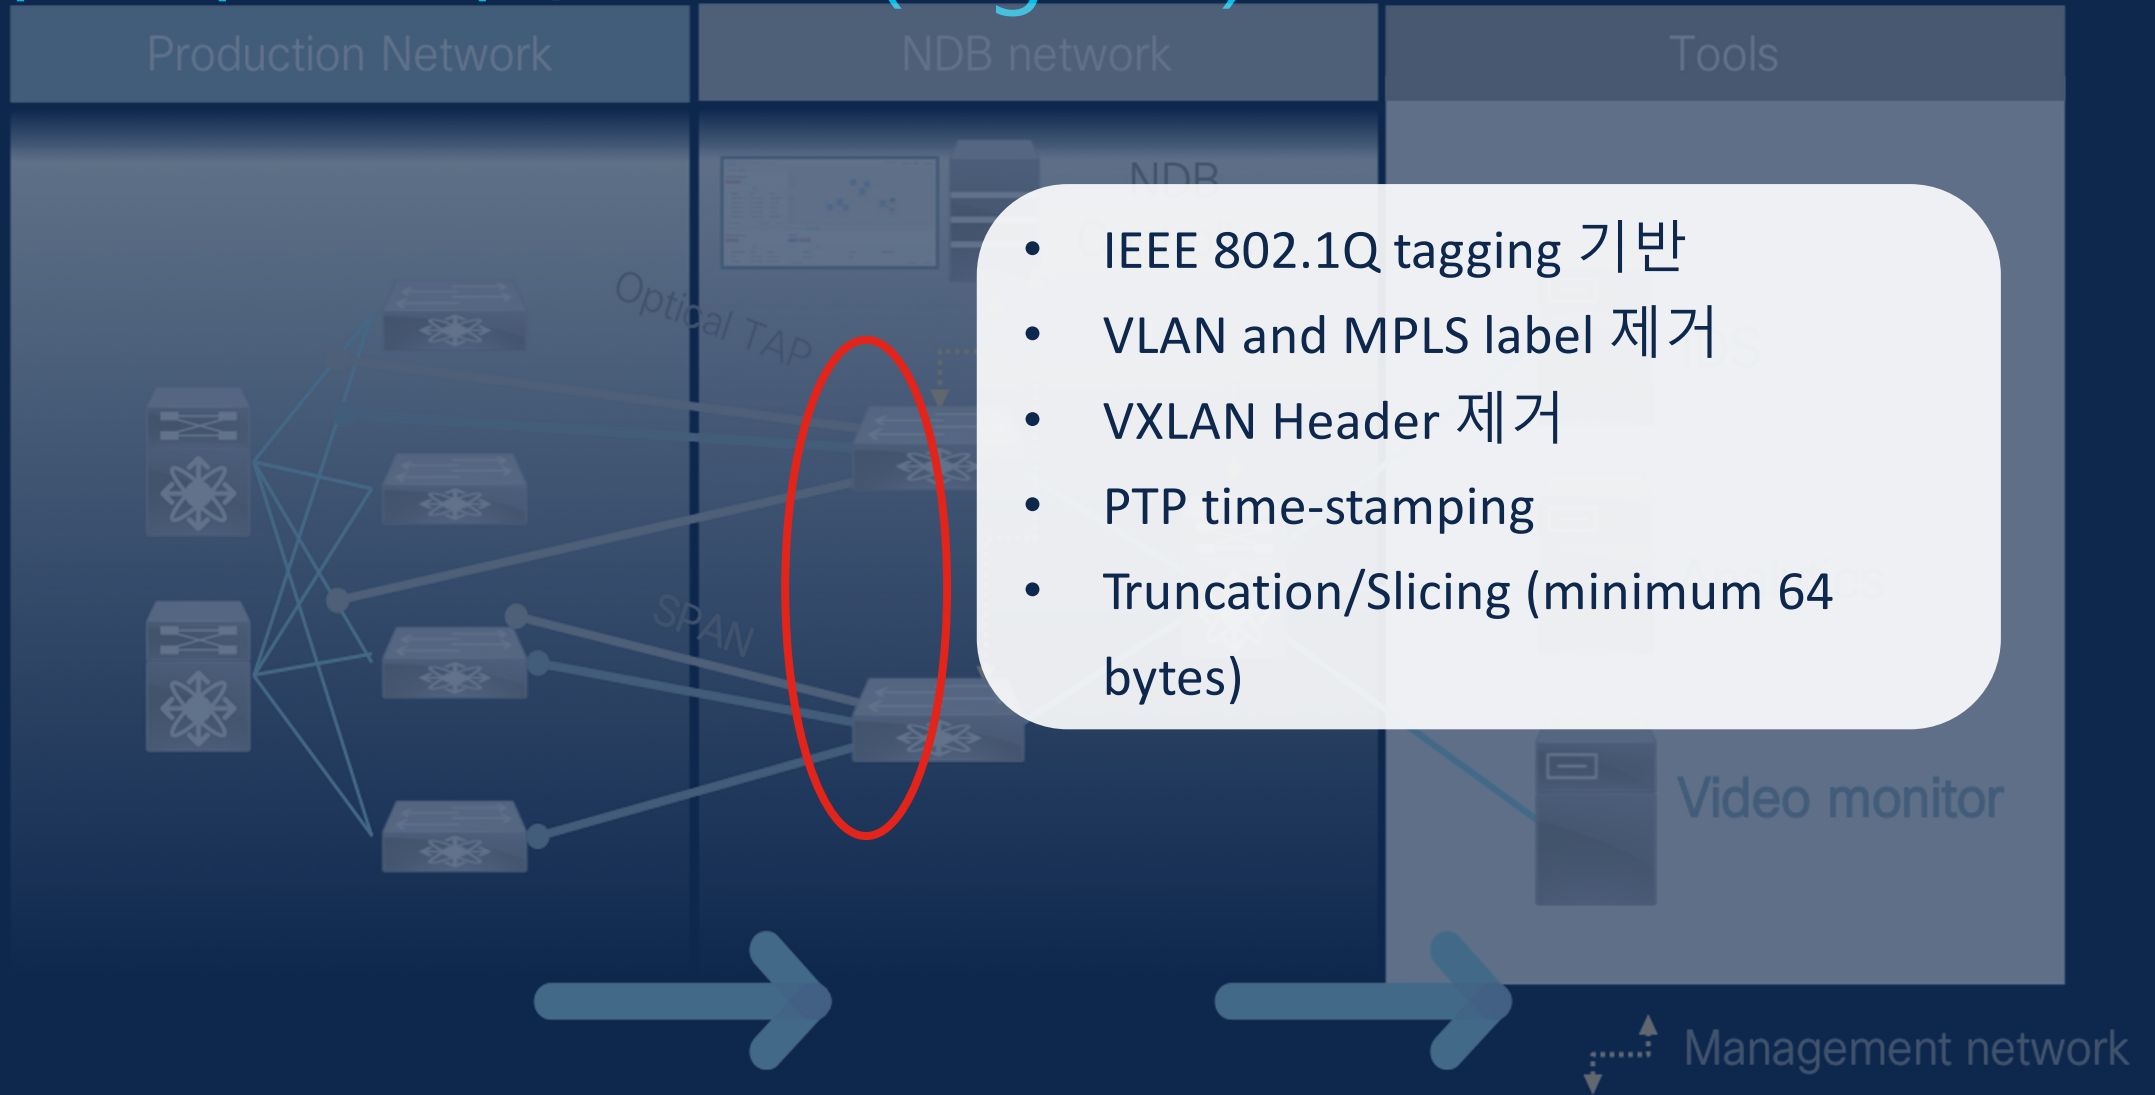 Production Network
NDB network
Tools
NDB
Optical TAP
SPAN
• IEEE 802.1Q tagging 기반
• VLAN and MPLS label 제거
• VXLAN Header 제거
• PTP time-stamping
• Truncation/Slicing (minimum 64
bytes)
Video monitor
Management network